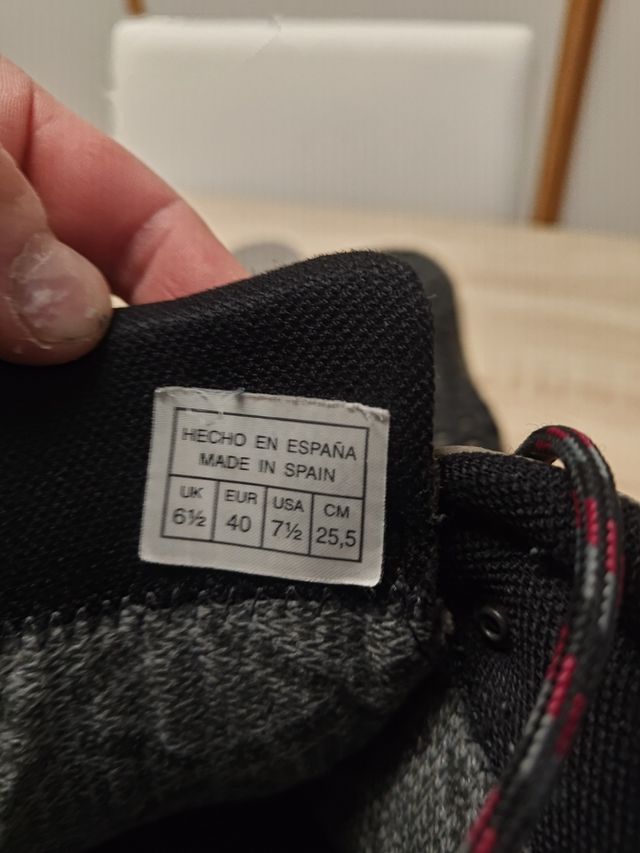 HECHO EN ESPAÑA
MADE IN SPAIN
UK EUR USA CM
6½ 40 7½ 25,5